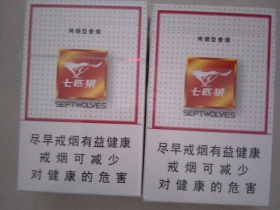 烤烟型香烟
七匹狼
SEPTWOLVES
尽早戒烟有益健康
戒烟可减少
对健康的危害
烤烟型香烟
七匹狼
SEPTWOLVES
尽早戒烟有益健康
戒烟可减少
对健康的危害